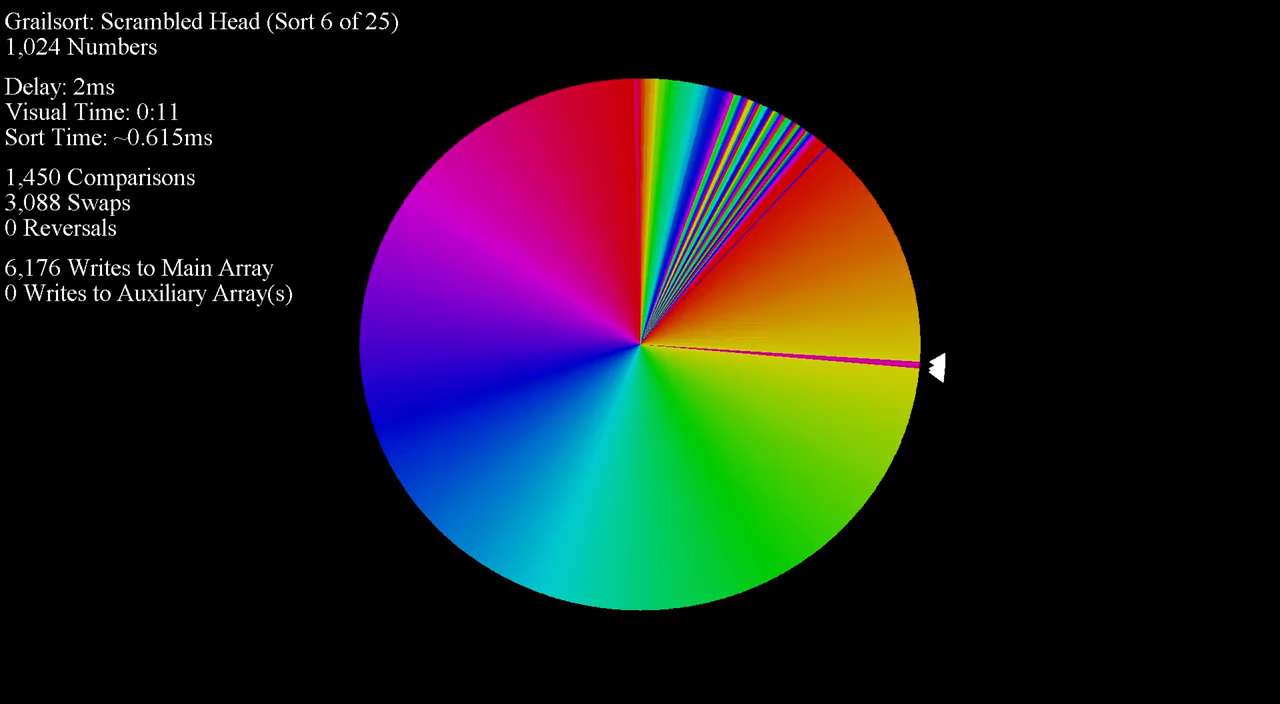 Grailsort: Scrambled Head (Sort 6 of 25)
1,024 Numbers
Delay: 2ms
Visual Time: 0:11
Sort Time: ~0.615ms
1,450 Comparisons
3,088 Swaps
0 Reversals
6,176 Writes to Main Array
0 Writes to Auxiliary Array(s)